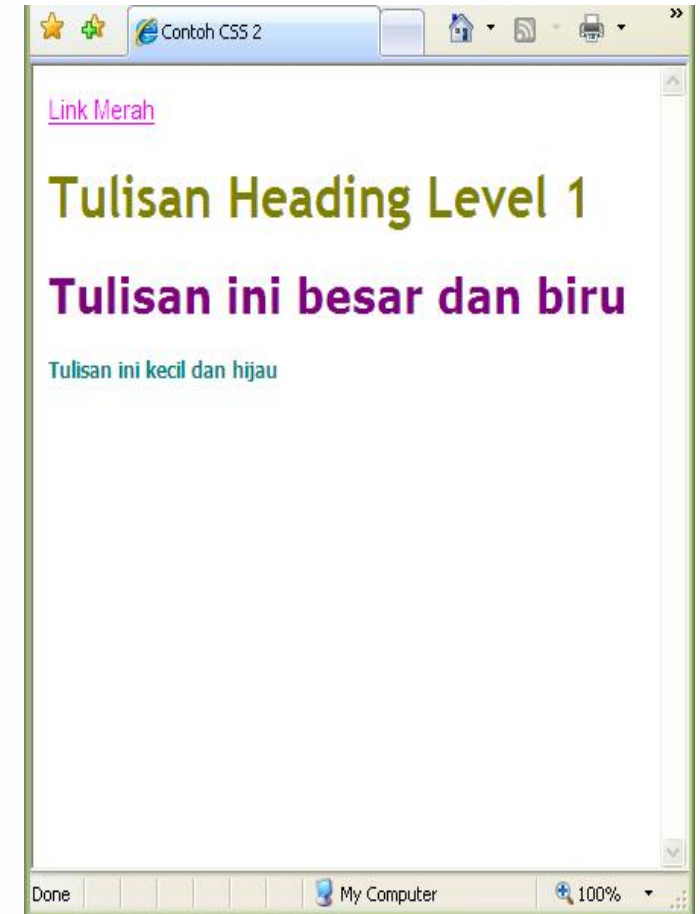 Contoh CSS 2
»
Link Merah
Tulisan Heading Level 1
Tulisan ini besar dan biru
Tulisan ini kecil dan hijau
Done
My Computer
100%